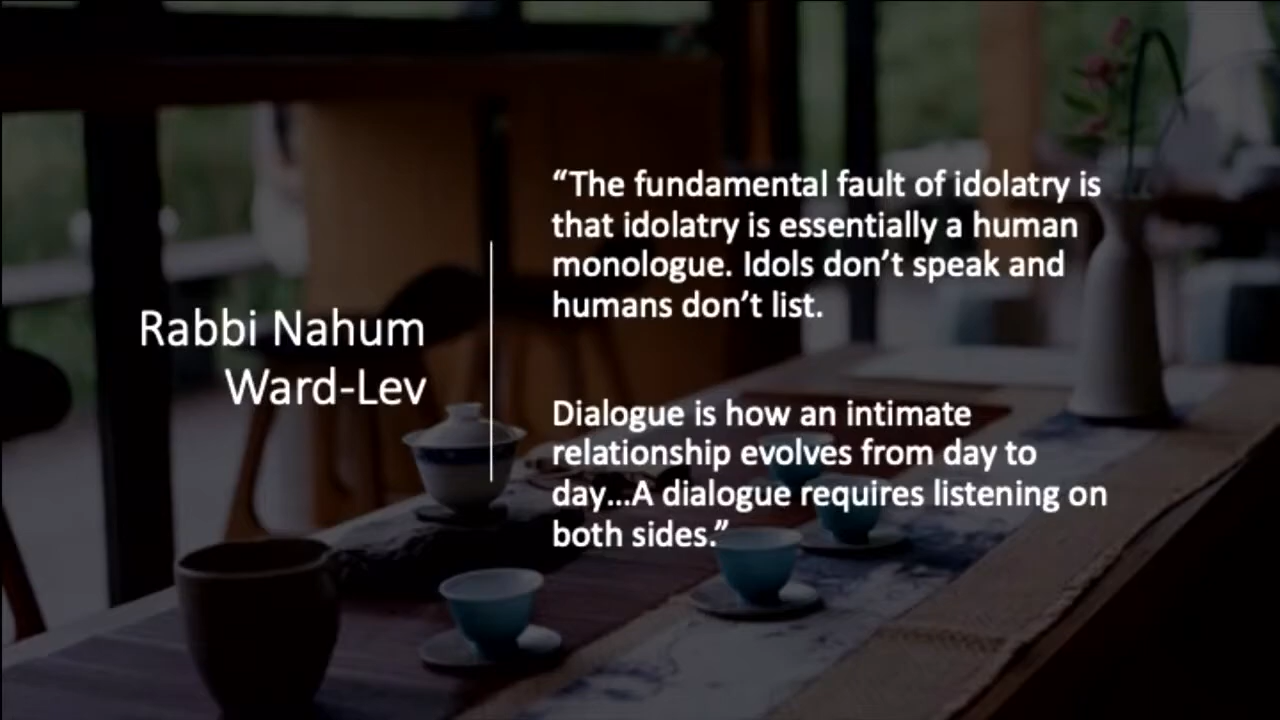 Rabbi Nahum
Ward-Lev
“The fundamental fault of idolatry is
that idolatry is essentially a human
monologue. Idols don’t speak and
humans don’t list.
Dialogue is how an intimate
relationship evolves from day to
day…A dialogue requires listening on
both sides.”